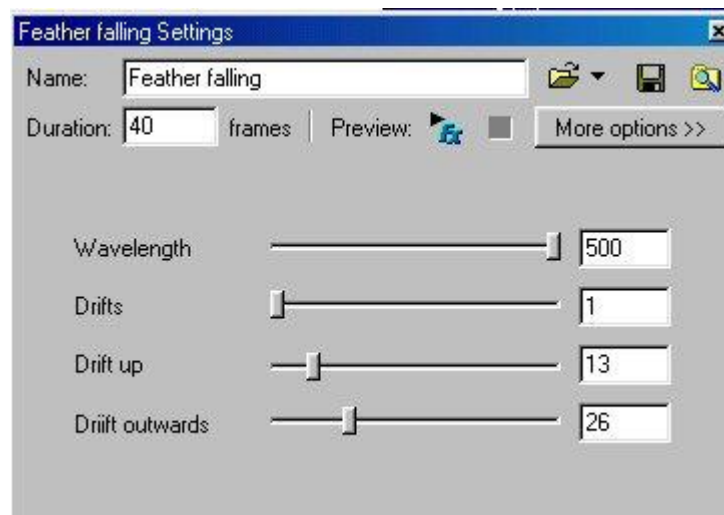 Feather falling Settings
Name: Feather falling
Duration: 40 frames Preview: More options >>
Wavelength 500
Drifts 1
Drift up 13
Driift outwards 26